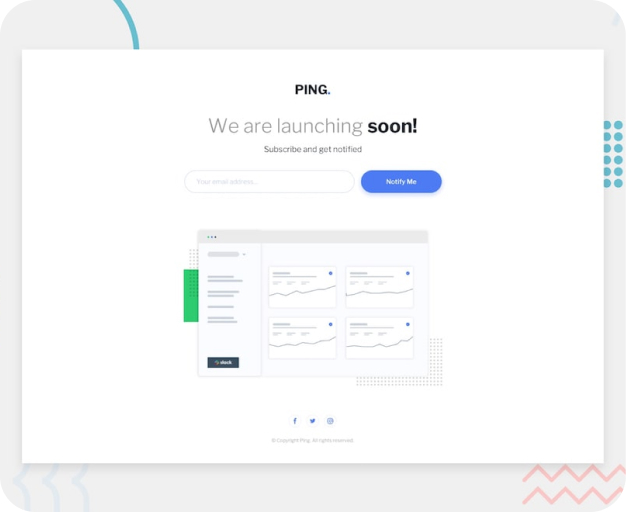 PING.
We are launching soon!
Subscribe and get notified
Your email address...
Notify Me
slack
© Copyright Ping. All rights reserved.